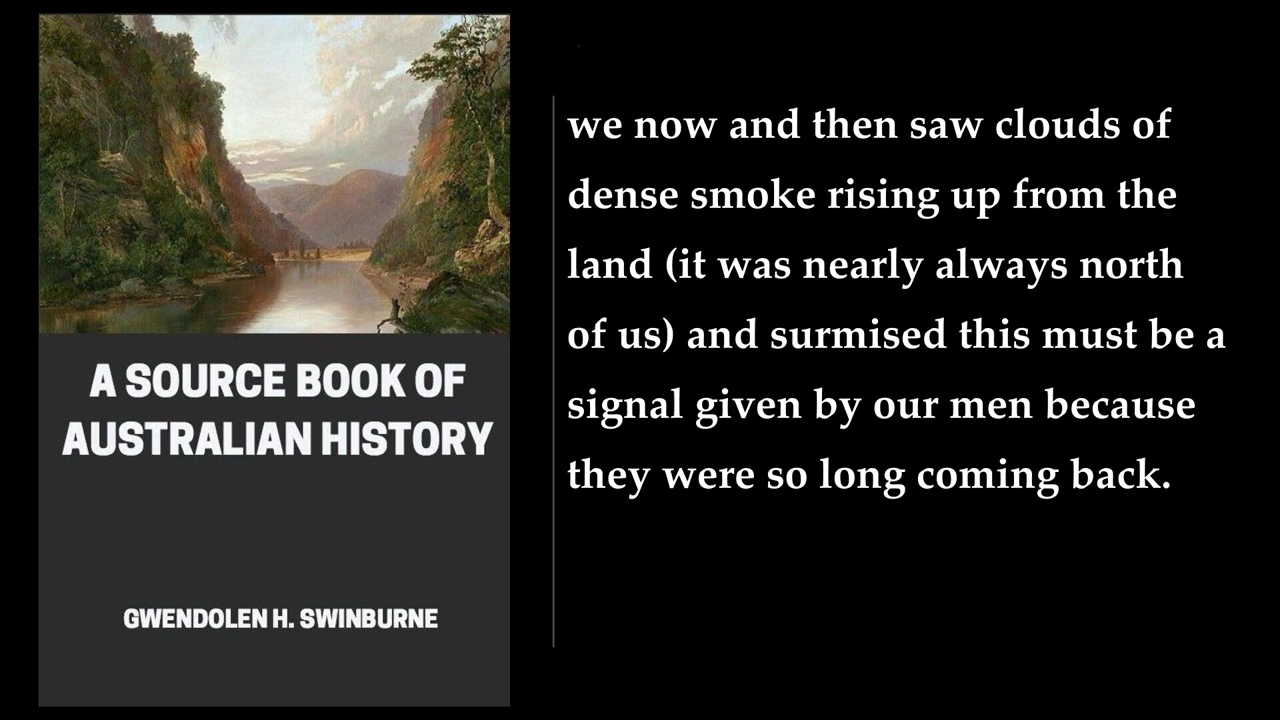 A SOURCE BOOK OF
AUSTRALIAN HISTORY
GWENDOLEN H. SWINBURNE
we now and then saw clouds of
dense smoke rising up from the
land (it was nearly always north
of us) and surmised this must be a
signal given by our men because
they were so long coming back.